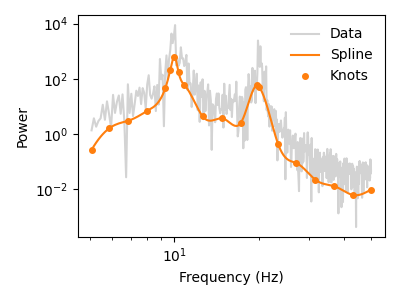 Data
Spline
Knots
10⁴
10²
10⁰
10⁻²
Power
10¹
Frequency (Hz)